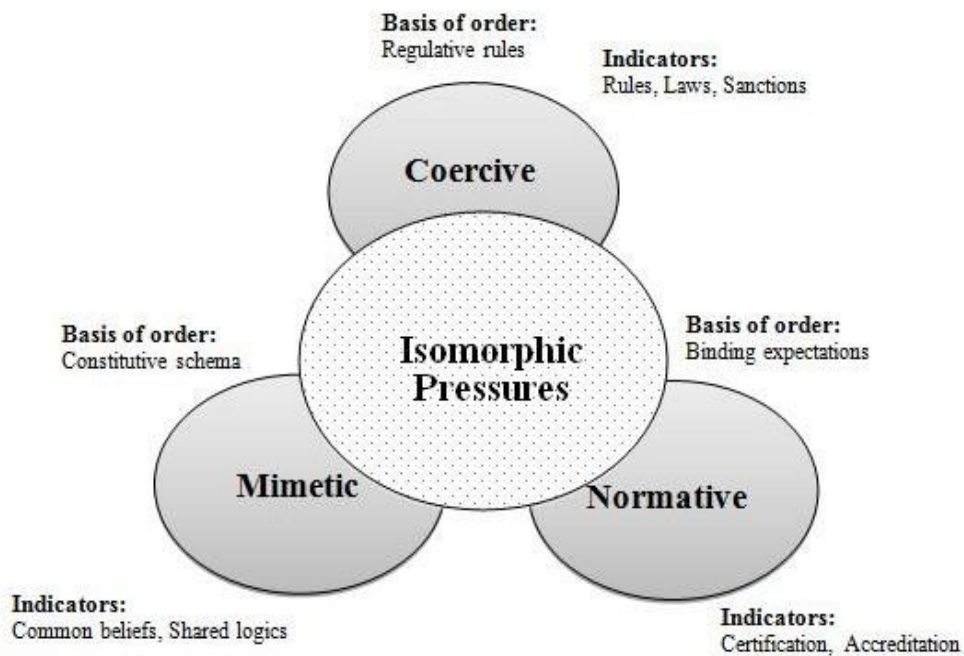 Basis of order:
Regulative rules
Indicators:
Rules, Laws, Sanctions
Coercive
Isomorphic
Pressures
Basis of order:
Constitutive schema
Basis of order:
Binding expectations
Mimetic
Normative
Indicators:
Common beliefs, Shared logics
Indicators:
Certification, Accreditation